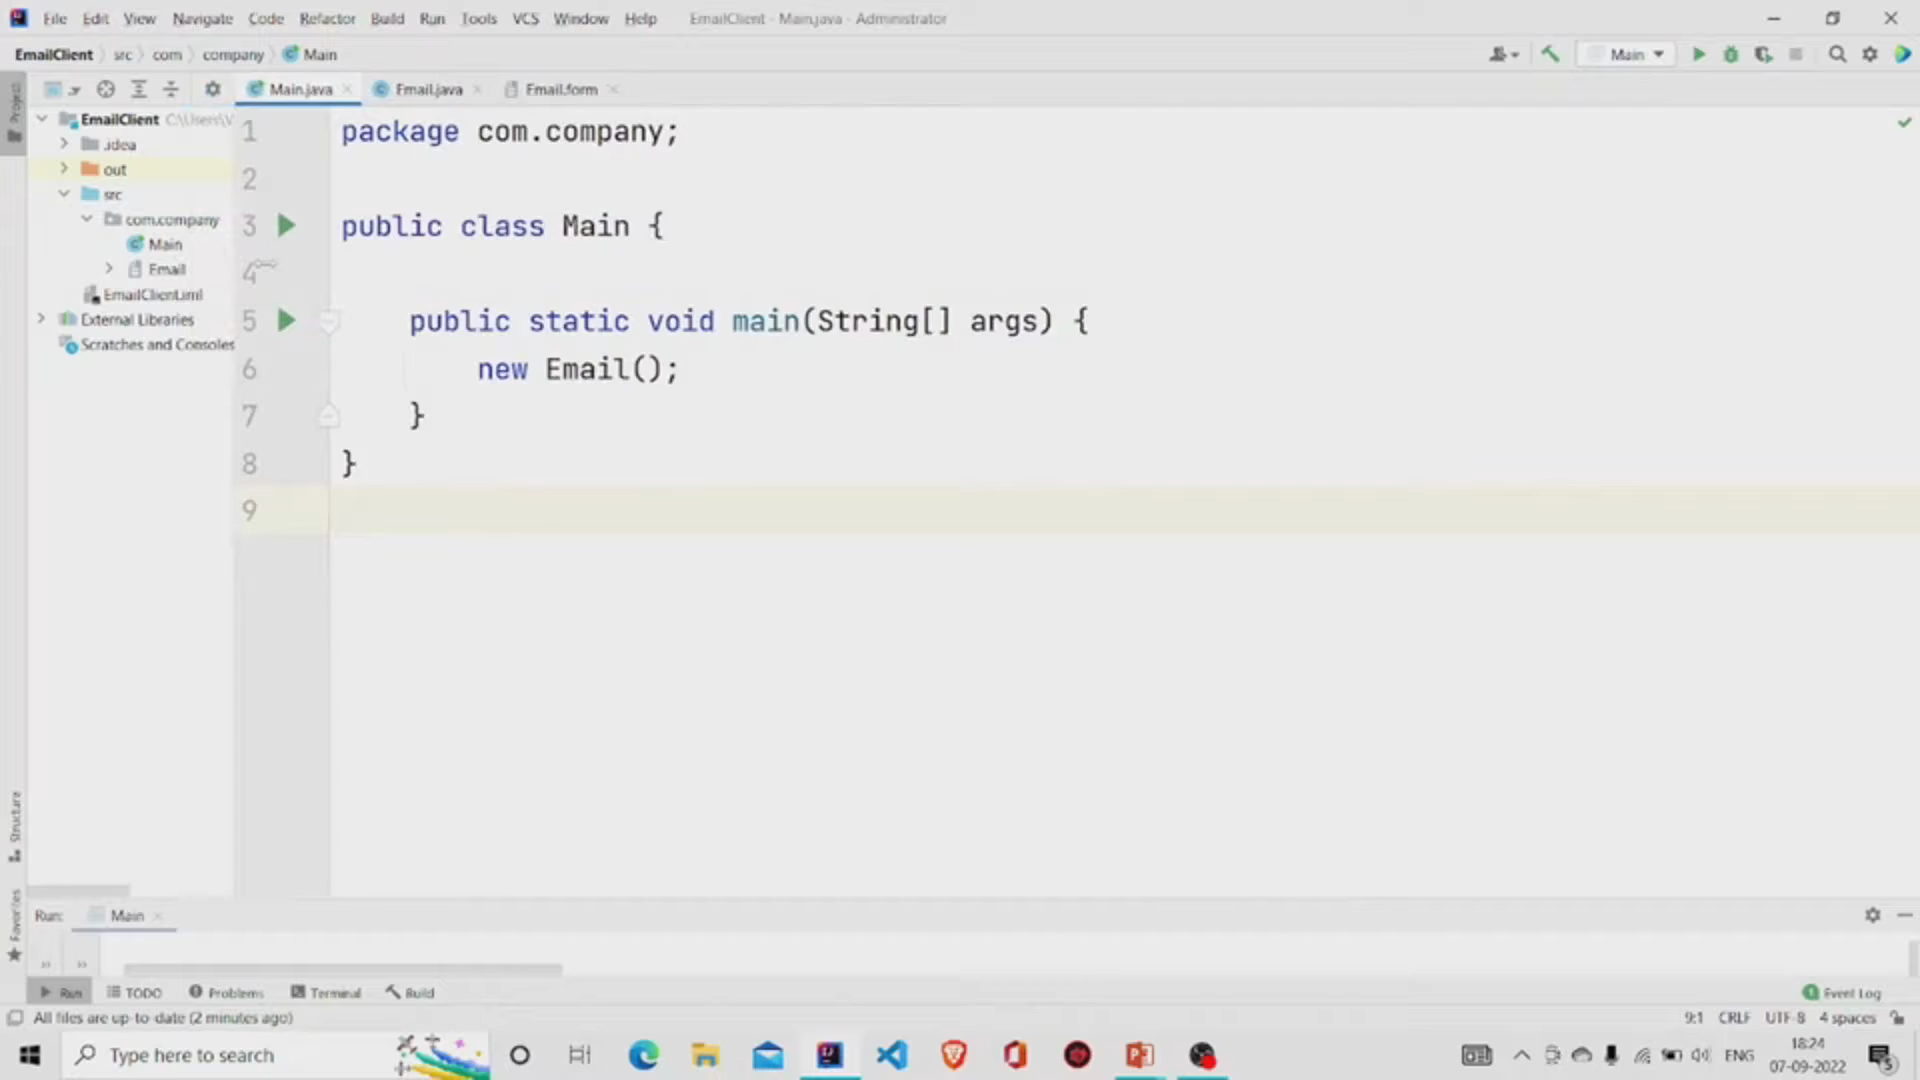 File Edit View Navigate Code Refactor Build Run Tools VCS Window Help EmailClient - Main.java - Administrator
EmailClient src com company Main
Main
Project
Main.java Email.java Email.form
EmailClient C:\Users\V
.idea
out
src
com.company
Main
Email
EmailClient.iml
External Libraries
Scratches and Consoles
1 package com.company;
2
3 public class Main {
4
5 public static void main(String[] args) {
6 new Email();
7 }
8 }
9
Structure
Favorites
Run: Main
Run TODO Problems Terminal Build Event Log
All files are up-to-date (2 minutes ago) 9:1 CRLF UTF-8 4 spaces
Type here to search
ENG
18:24
07-09-2022
5